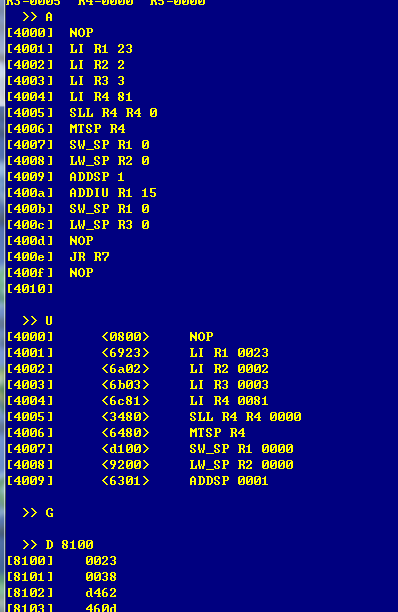 R3-0005 R4-0000 R5-0000
>> A
[4000] NOP
[4001] LI R1 23
[4002] LI R2 2
[4003] LI R3 3
[4004] LI R4 81
[4005] SLL R4 R4 0
[4006] MTSP R4
[4007] SW_SP R1 0
[4008] LW_SP R2 0
[4009] ADDSP 1
[400a] ADDIU R1 15
[400b] SW_SP R1 0
[400c] LW_SP R3 0
[400d] NOP
[400e] JR R7
[400f] NOP
[4010]
>> U
[4000] <0800> NOP
[4001] <6923> LI R1 0023
[4002] <6a02> LI R2 0002
[4003] <6b03> LI R3 0003
[4004] <6c81> LI R4 0081
[4005] <3480> SLL R4 R4 0000
[4006] <6480> MTSP R4
[4007] <d100> SW_SP R1 0000
[4008] <9200> LW_SP R2 0000
[4009] <6301> ADDSP 0001
>> G
>> D 8100
[8100] 0023
[8101] 0038
[8102] d462
[8103] 460d